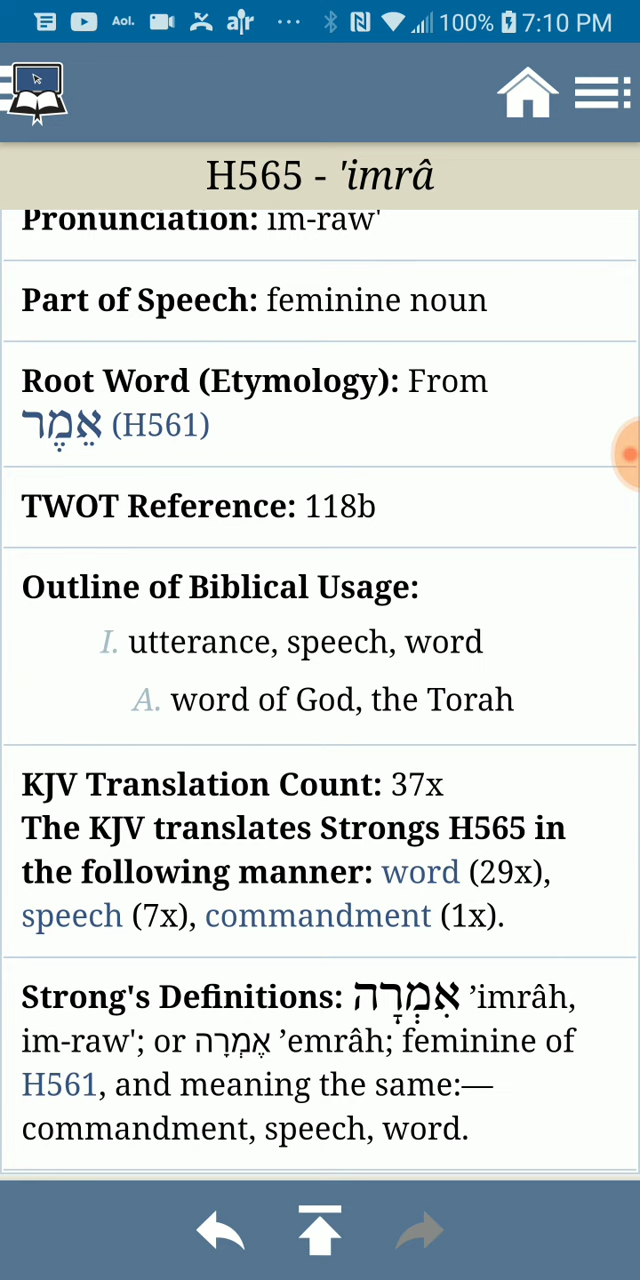 Aol.
100% 7:10 PM
H565 - 'imrâ
Pronunciation: im-raw'
Part of Speech: feminine noun
Root Word (Etymology): From
אֵמֶר (H561)
TWOT Reference: 118b
Outline of Biblical Usage:
I. utterance, speech, word
A. word of God, the Torah
KJV Translation Count: 37x
The KJV translates Strongs H565 in
the following manner: word (29x),
speech (7x), commandment (1x).
Strong's Definitions: אִמְרָה ʼimrâh,
im-raw'; or אֶמְרָה ʼemrâh; feminine of
H561, and meaning the same:—
commandment, speech, word.